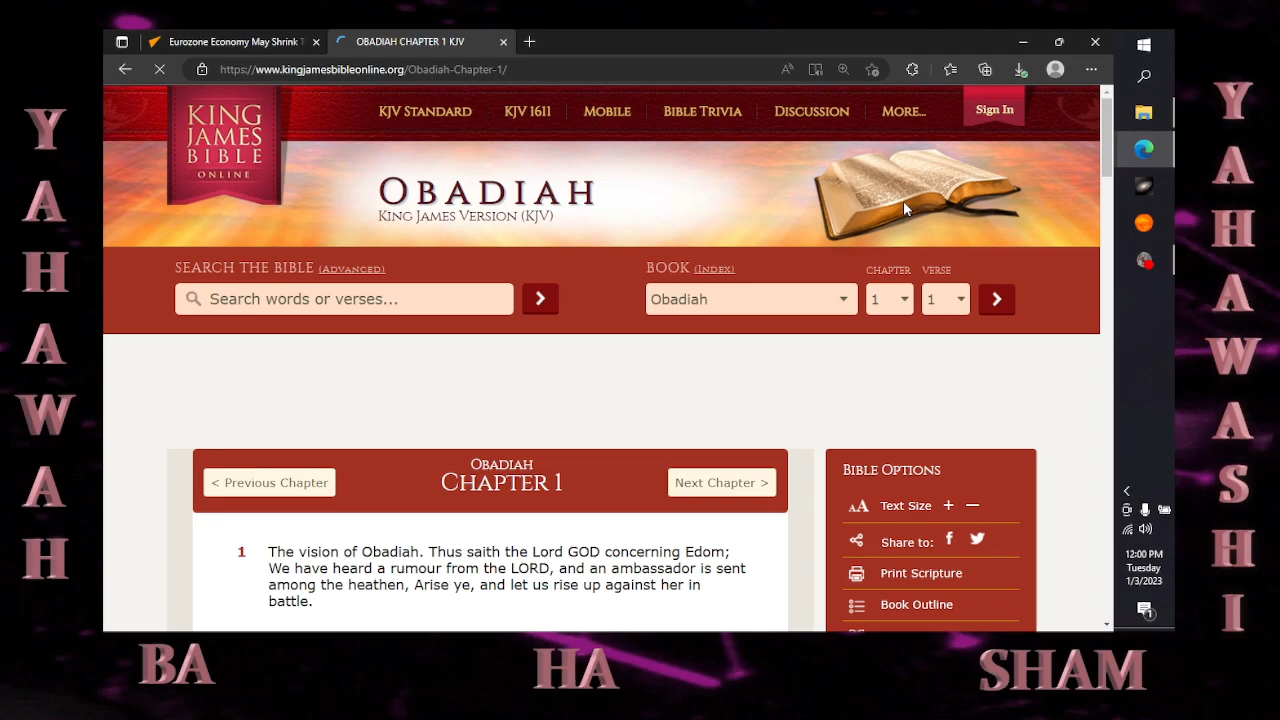 Eurozone Economy May Shrink T
OBADIAH CHAPTER 1 KJV
https://www.kingjamesbibleonline.org/Obadiah-Chapter-1/
KING
JAMES
BIBLE
ONLINE
KJV STANDARD
KJV 1611
MOBILE
BIBLE TRIVIA
DISCUSSION
MORE...
Sign In
OBADIAH
KING JAMES VERSION (KJV)
SEARCH THE BIBLE (ADVANCED)
BOOK (INDEX)
CHAPTER
VERSE
Search words or verses...
Obadiah
1
1
< Previous Chapter
OBADIAH
CHAPTER 1
Next Chapter >
1 The vision of Obadiah. Thus saith the Lord GOD concerning Edom;
We have heard a rumour from the LORD, and an ambassador is sent
among the heathen, Arise ye, and let us rise up against her in
battle.
BIBLE OPTIONS
AA Text Size + −
Share to:
Print Scripture
Book Outline
12:00 PM
Tuesday
1/3/2023
1
YAHAWAH
YAHAWASHI
BA HA SHAM